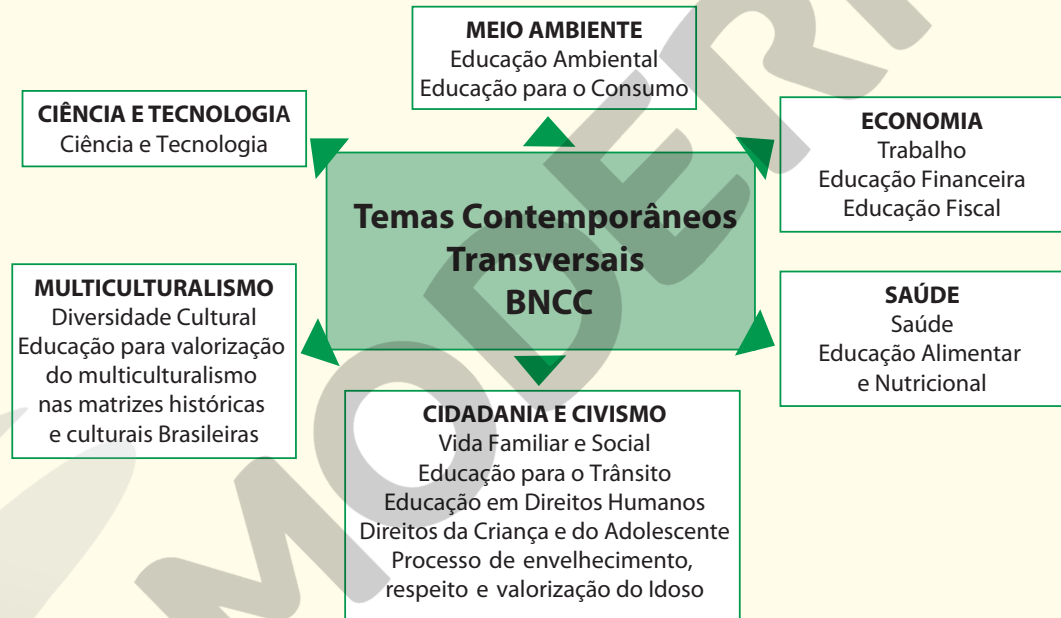 MEIO AMBIENTE
Educação Ambiental
Educação para o Consumo
CIÊNCIA E TECNOLOGIA
Ciência e Tecnologia
ECONOMIA
Trabalho
Educação Financeira
Educação Fiscal
Temas Contemporâneos
Transversais
BNCC
MULTICULTURALISMO
Diversidade Cultural
Educação para valorização
do multiculturalismo
nas matrizes históricas
e culturais Brasileiras
SAÚDE
Saúde
Educação Alimentar
e Nutricional
CIDADANIA E CIVISMO
Vida Familiar e Social
Educação para o Trânsito
Educação em Direitos Humanos
Direitos da Criança e do Adolescente
Processo de envelhecimento,
respeito e valorização do Idoso
MODER